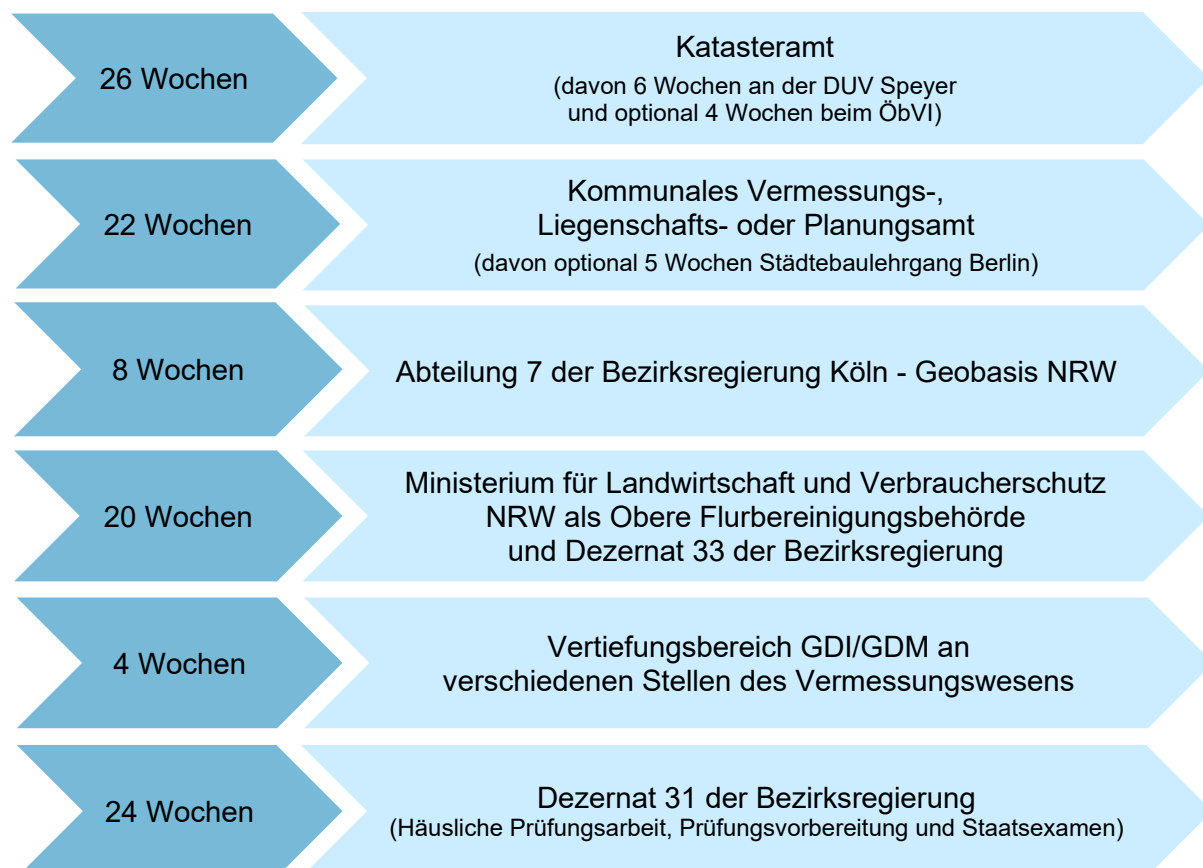 26 Wochen
Katasteramt
(davon 6 Wochen an der DUV Speyer
und optional 4 Wochen beim ÖbVI)
22 Wochen
Kommunales Vermessungs-,
Liegenschafts- oder Planungsamt
(davon optional 5 Wochen Städtebaulehrgang Berlin)
8 Wochen
Abteilung 7 der Bezirksregierung Köln - Geobasis NRW
20 Wochen
Ministerium für Landwirtschaft und Verbraucherschutz
NRW als Obere Flurbereinigungsbehörde
und Dezernat 33 der Bezirksregierung
4 Wochen
Vertiefungsbereich GDI/GDM an
verschiedenen Stellen des Vermessungswesens
24 Wochen
Dezernat 31 der Bezirksregierung
(Häusliche Prüfungsarbeit, Prüfungsvorbereitung und Staatsexamen)